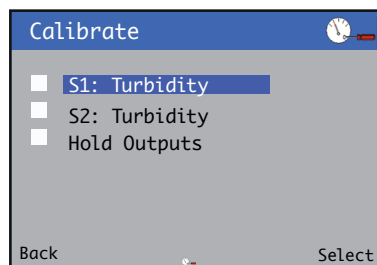 Calibrate
S1: Turbidity
S2: Turbidity
Hold Outputs
Back Select